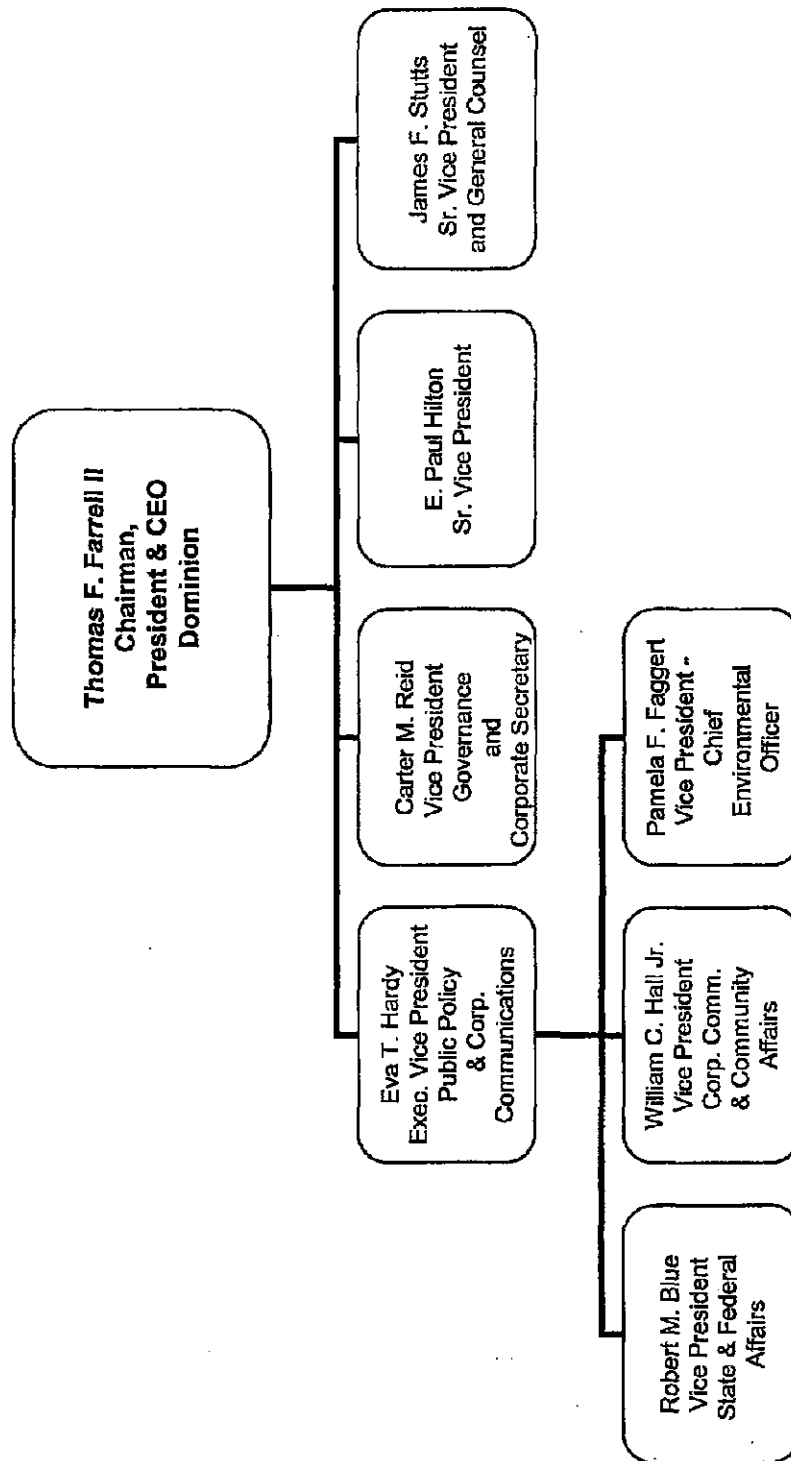 Thomas F. Farrell II
Chairman,
President & CEO
Dominion
Eva T. Hardy
Exec. Vice President
Public Policy
& Corp.
Communications
Carter M. Reid
Vice President
Governance
and
Corporate Secretary
E. Paul Hilton
Sr. Vice President
James F. Stutts
Sr. Vice President
and General Counsel
Robert M. Blue
Vice President
State & Federal
Affairs
William C. Hall Jr.
Vice President
Corp. Comm.
& Community
Affairs
Pamela F. Faggert
Vice President -
Chief
Environmental
Officer